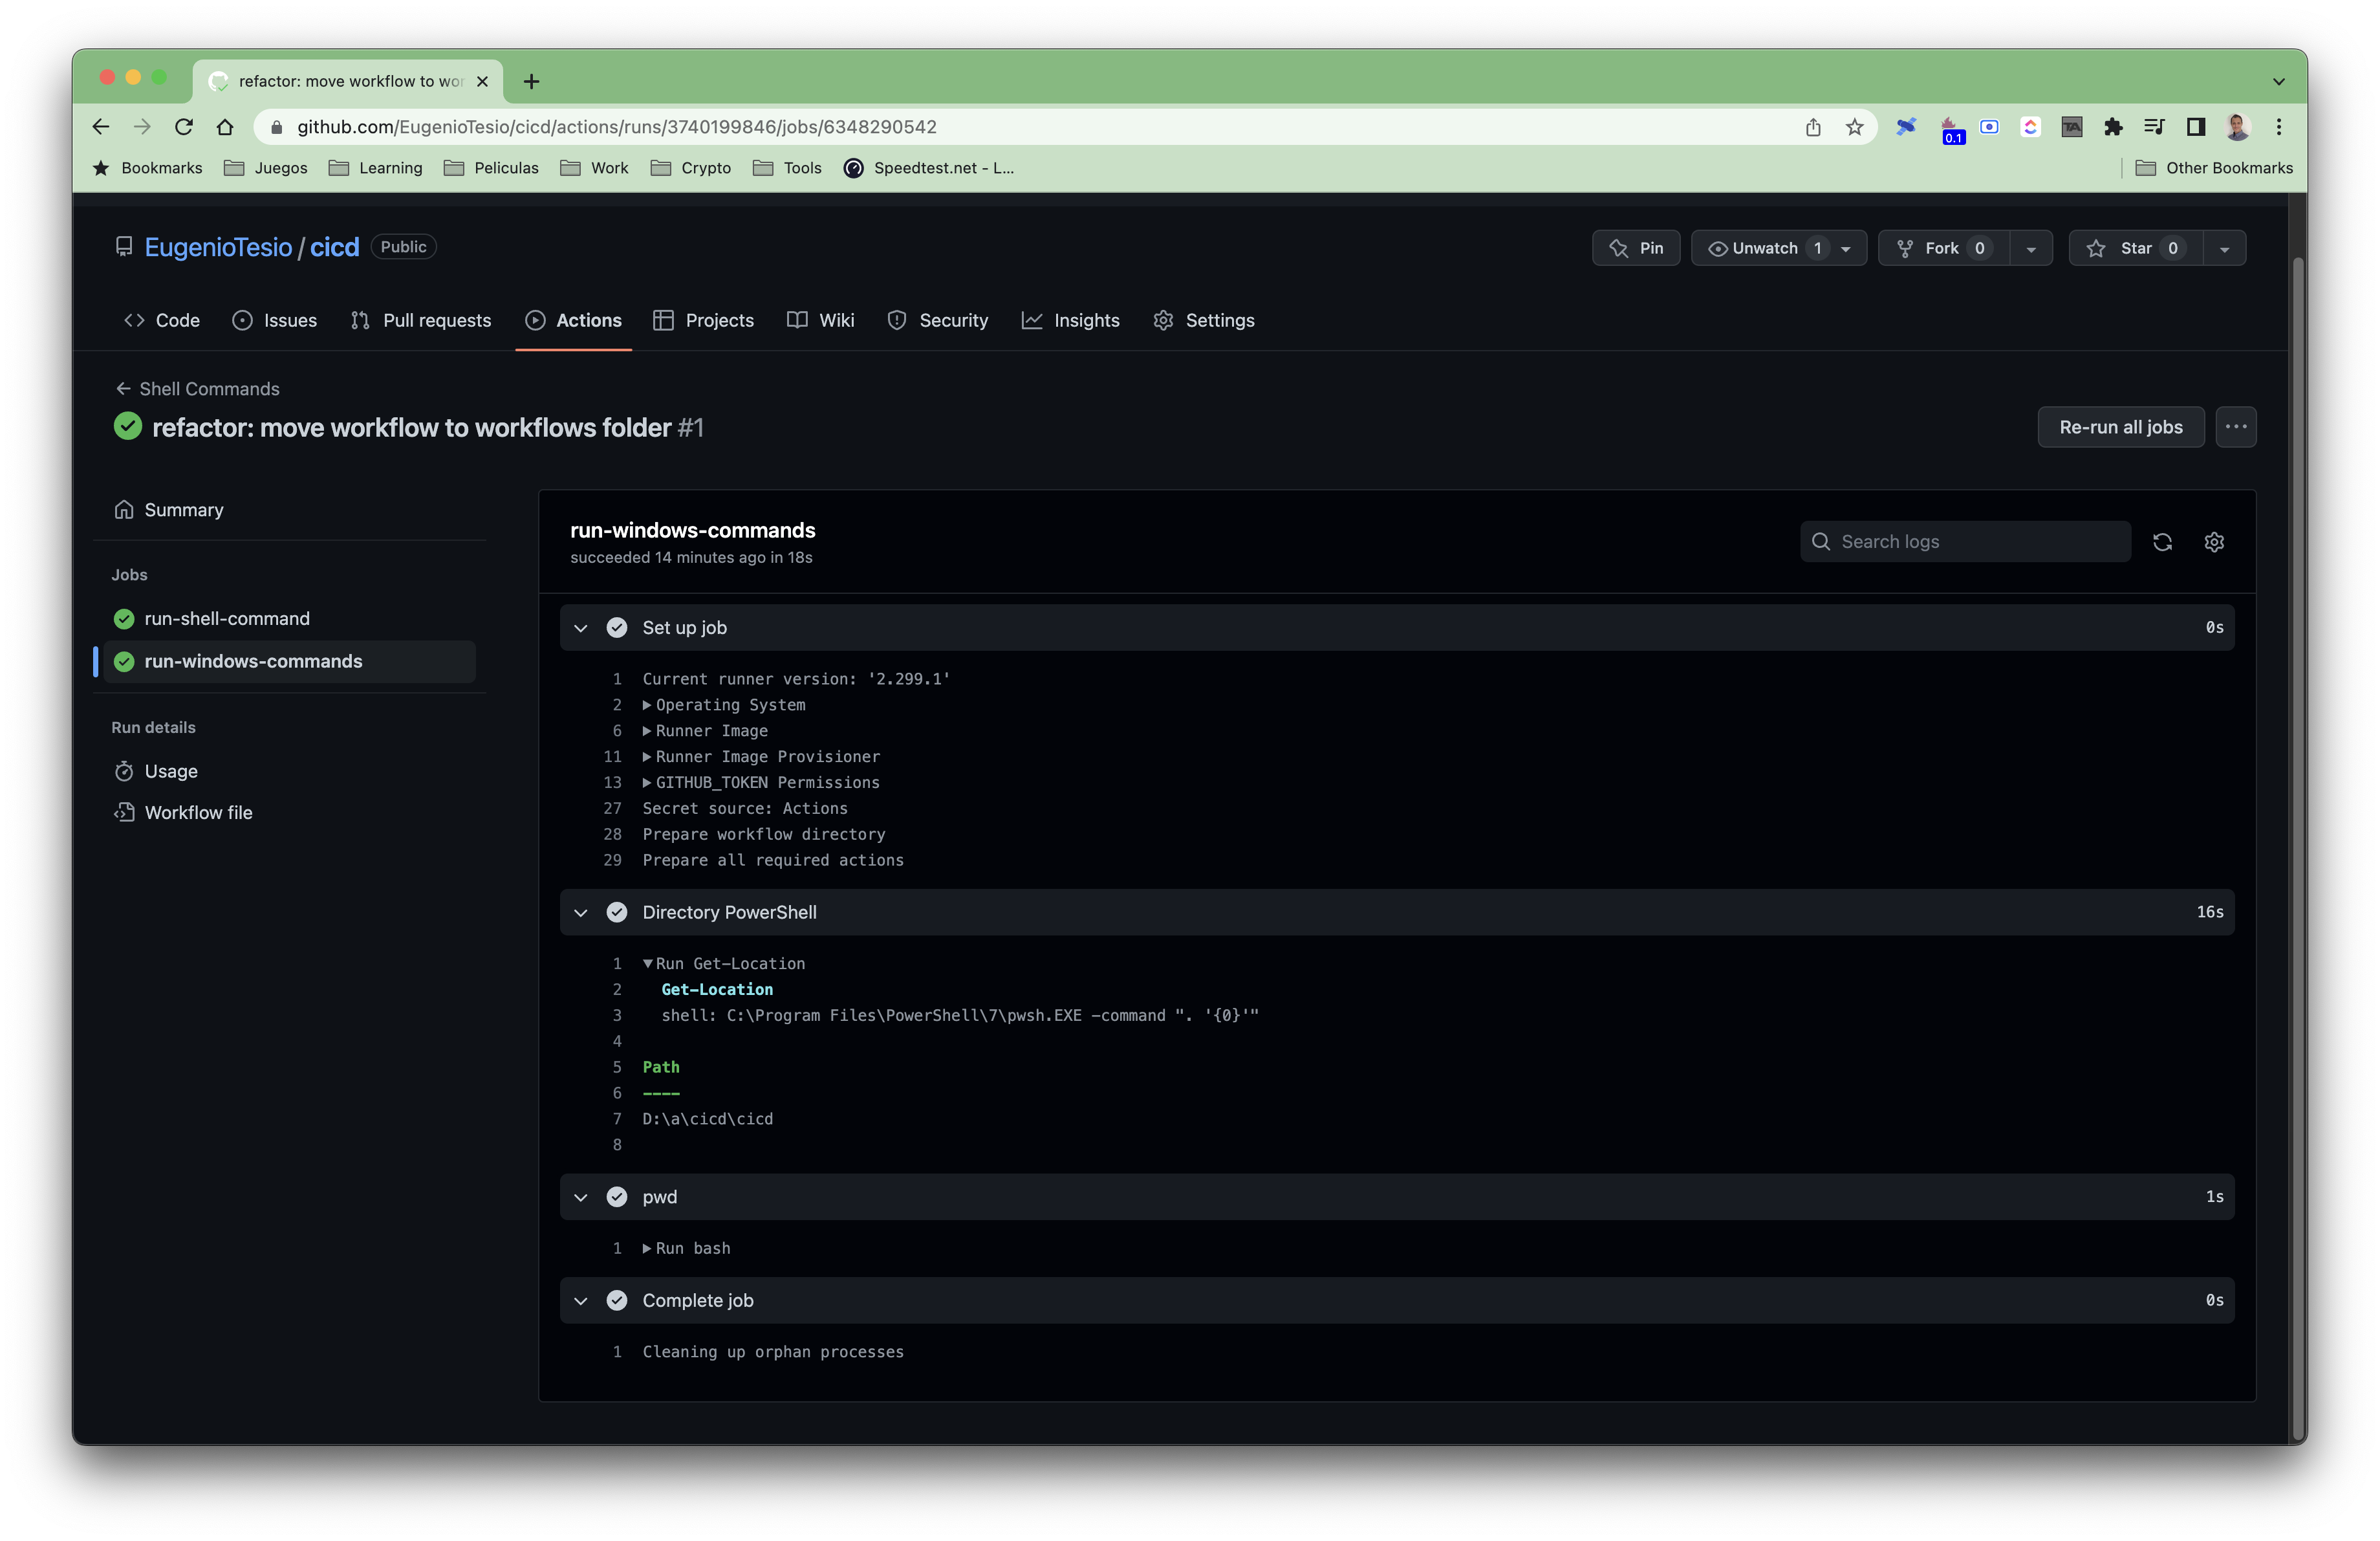 refactor: move workflow to wor
github.com/EugenioTesio/cicd/actions/runs/3740199846/jobs/6348290542
0.1
TA
Bookmarks Juegos Learning Peliculas Work Crypto Tools Speedtest.net - L... Other Bookmarks
EugenioTesio / cicd Public
Pin Unwatch 1 Fork 0 Star 0
Code Issues Pull requests Actions Projects Wiki Security Insights Settings
Shell Commands
refactor: move workflow to workflows folder #1
Re-run all jobs
Summary
Jobs
run-shell-command
run-windows-commands
Run details
Usage
Workflow file
run-windows-commands
succeeded 14 minutes ago in 18s
Search logs
Set up job 0s
1 Current runner version: '2.299.1'
2 Operating System
6 Runner Image
11 Runner Image Provisioner
13 GITHUB_TOKEN Permissions
27 Secret source: Actions
28 Prepare workflow directory
29 Prepare all required actions
Directory PowerShell 16s
1 Run Get-Location
2 Get-Location
3 shell: C:\Program Files\PowerShell\7\pwsh.EXE -command ". '{0}'"
4
5 Path
6 ----
7 D:\a\cicd\cicd
8
pwd 1s
1 Run bash
Complete job 0s
1 Cleaning up orphan processes